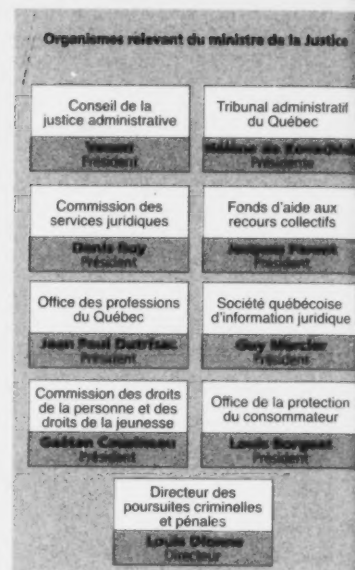 Organismes relevant du ministre de la Justice
Conseil de la
justice administrative
Vacant
Président
Tribunal administratif
du Québec
Hélène de
Présidente
Commission des
services juridiques
Denis Roy
Président
Fonds d'aide aux
recours collectifs
Président
Office des professions
du Québec
Jean Paul Dutrisac
Président
Société québécoise
d'information juridique
Guy Mercier
Président
Commission des droits
de la personne et des
droits de la jeunesse
Gaétan Cousineau
Président
Office de la protection
du consommateur
Louis Borgeat
Président
Directeur des
poursuites criminelles
et pénales
Louis Dionne
Directeur